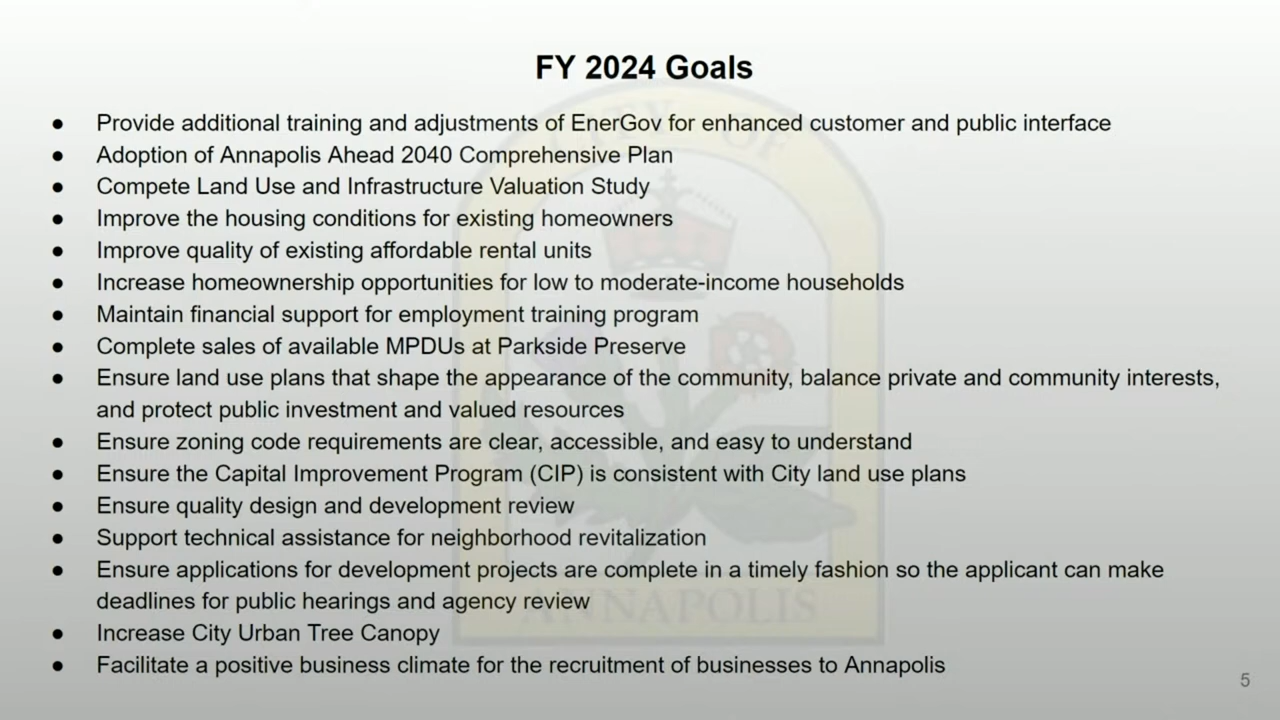 FY 2024 Goals
● Provide additional training and adjustments of EnerGov for enhanced customer and public interface
● Adoption of Annapolis Ahead 2040 Comprehensive Plan
● Compete Land Use and Infrastructure Valuation Study
● Improve the housing conditions for existing homeowners
● Improve quality of existing affordable rental units
● Increase homeownership opportunities for low to moderate-income households
● Maintain financial support for employment training program
● Complete sales of available MPDUs at Parkside Preserve
● Ensure land use plans that shape the appearance of the community, balance private and community interests,
and protect public investment and valued resources
● Ensure zoning code requirements are clear, accessible, and easy to understand
● Ensure the Capital Improvement Program (CIP) is consistent with City land use plans
● Ensure quality design and development review
● Support technical assistance for neighborhood revitalization
● Ensure applications for development projects are complete in a timely fashion so the applicant can make
deadlines for public hearings and agency review
● Increase City Urban Tree Canopy
● Facilitate a positive business climate for the recruitment of businesses to Annapolis
5
CITY OF
ANNAPOLIS